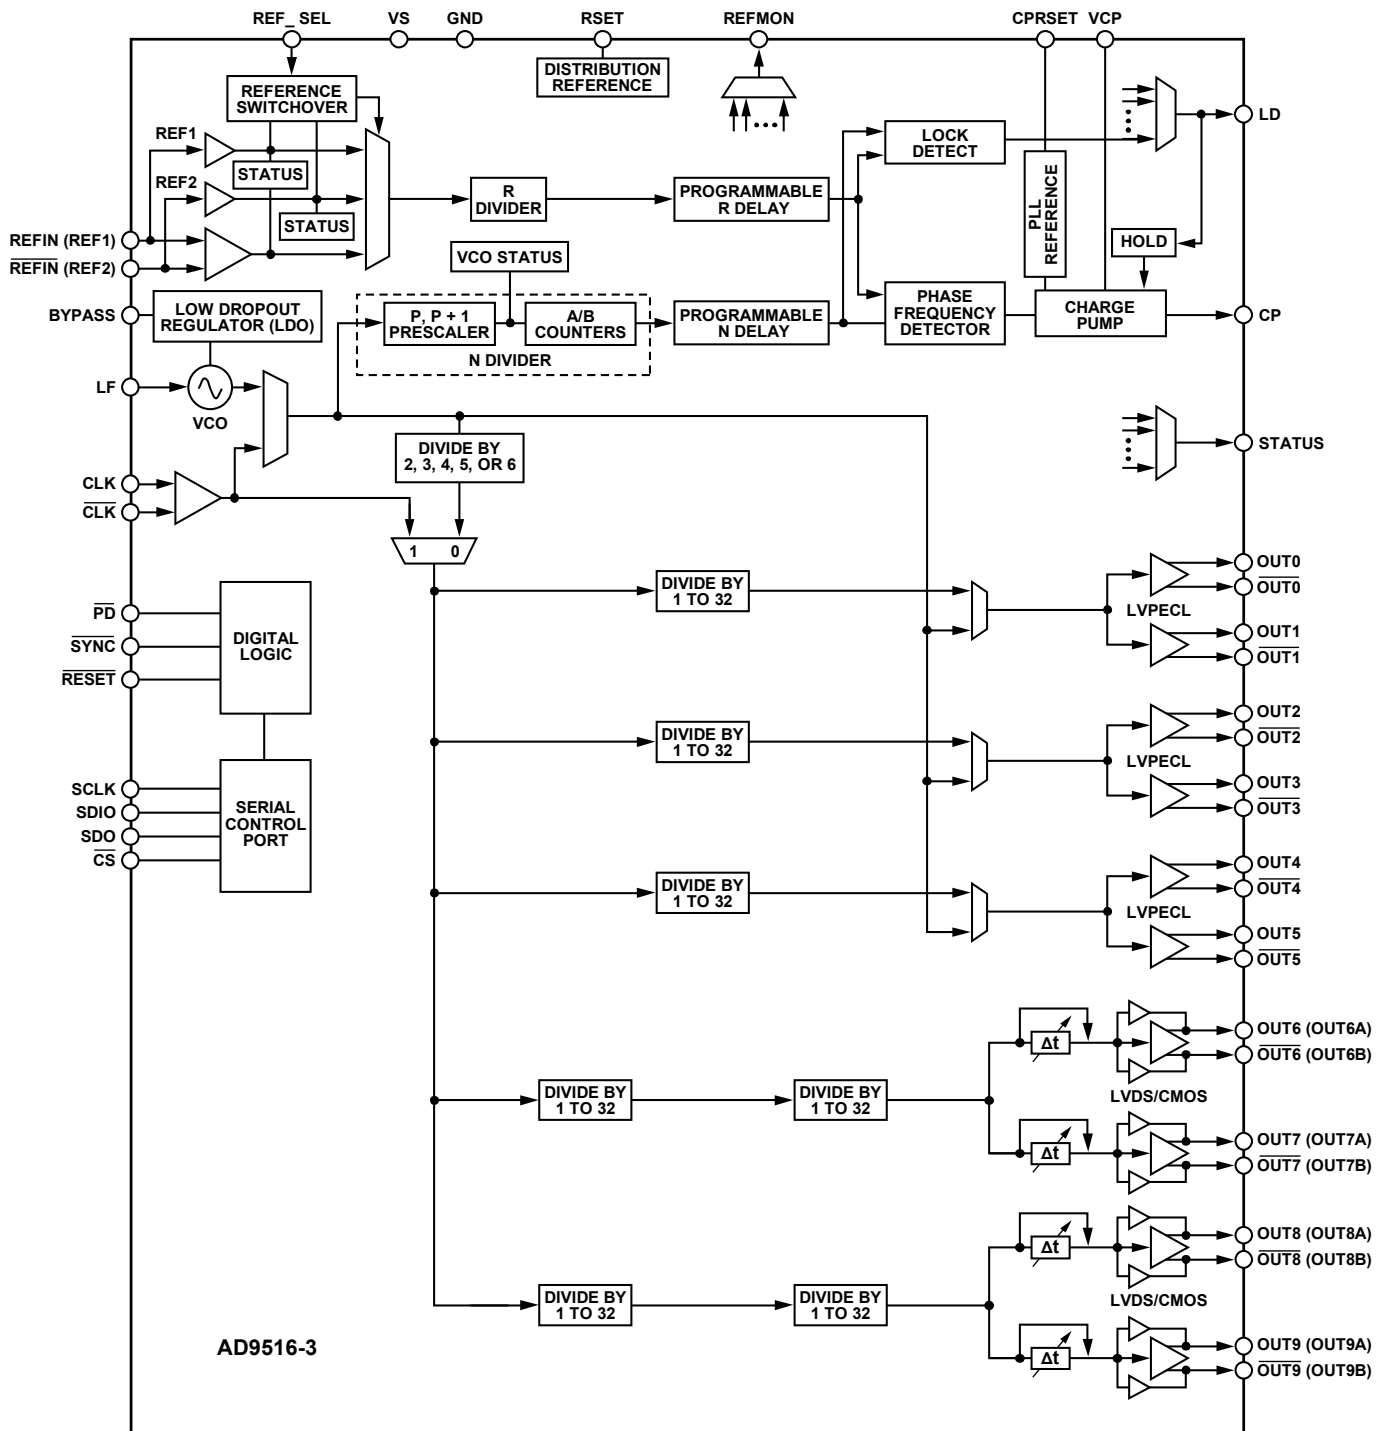 REF_ SEL
VS
GND
RSET
REFMON
CPRSET
VCP
DISTRIBUTION
REFERENCE
REFERENCE
SWITCHOVER
REF1
STATUS
REF2
STATUS
REFIN (REF1)
REFIN (REF2)
BYPASS
LOW DROPOUT
REGULATOR (LDO)
LF
VCO
R
DIVIDER
VCO STATUS
P, P + 1
PRESCALER
A/B
COUNTERS
N DIVIDER
PROGRAMMABLE
R DELAY
PROGRAMMABLE
N DELAY
LOCK
DETECT
PHASE
FREQUENCY
DETECTOR
PLL
REFERENCE
HOLD
CHARGE
PUMP
LD
CP
STATUS
DIVIDE BY
2, 3, 4, 5, OR 6
CLK
CLK
1
0
PD
SYNC
RESET
DIGITAL
LOGIC
SCLK
SDIO
SDO
CS
SERIAL
CONTROL
PORT
DIVIDE BY
1 TO 32
LVPECL
OUT0
OUT0
OUT1
OUT1
DIVIDE BY
1 TO 32
LVPECL
OUT2
OUT2
OUT3
OUT3
DIVIDE BY
1 TO 32
LVPECL
OUT4
OUT4
OUT5
OUT5
DIVIDE BY
1 TO 32
DIVIDE BY
1 TO 32
Δt
OUT6 (OUT6A)
OUT6 (OUT6B)
LVDS/CMOS
Δt
OUT7 (OUT7A)
OUT7 (OUT7B)
DIVIDE BY
1 TO 32
DIVIDE BY
1 TO 32
Δt
OUT8 (OUT8A)
OUT8 (OUT8B)
LVDS/CMOS
Δt
OUT9 (OUT9A)
OUT9 (OUT9B)
AD9516-3